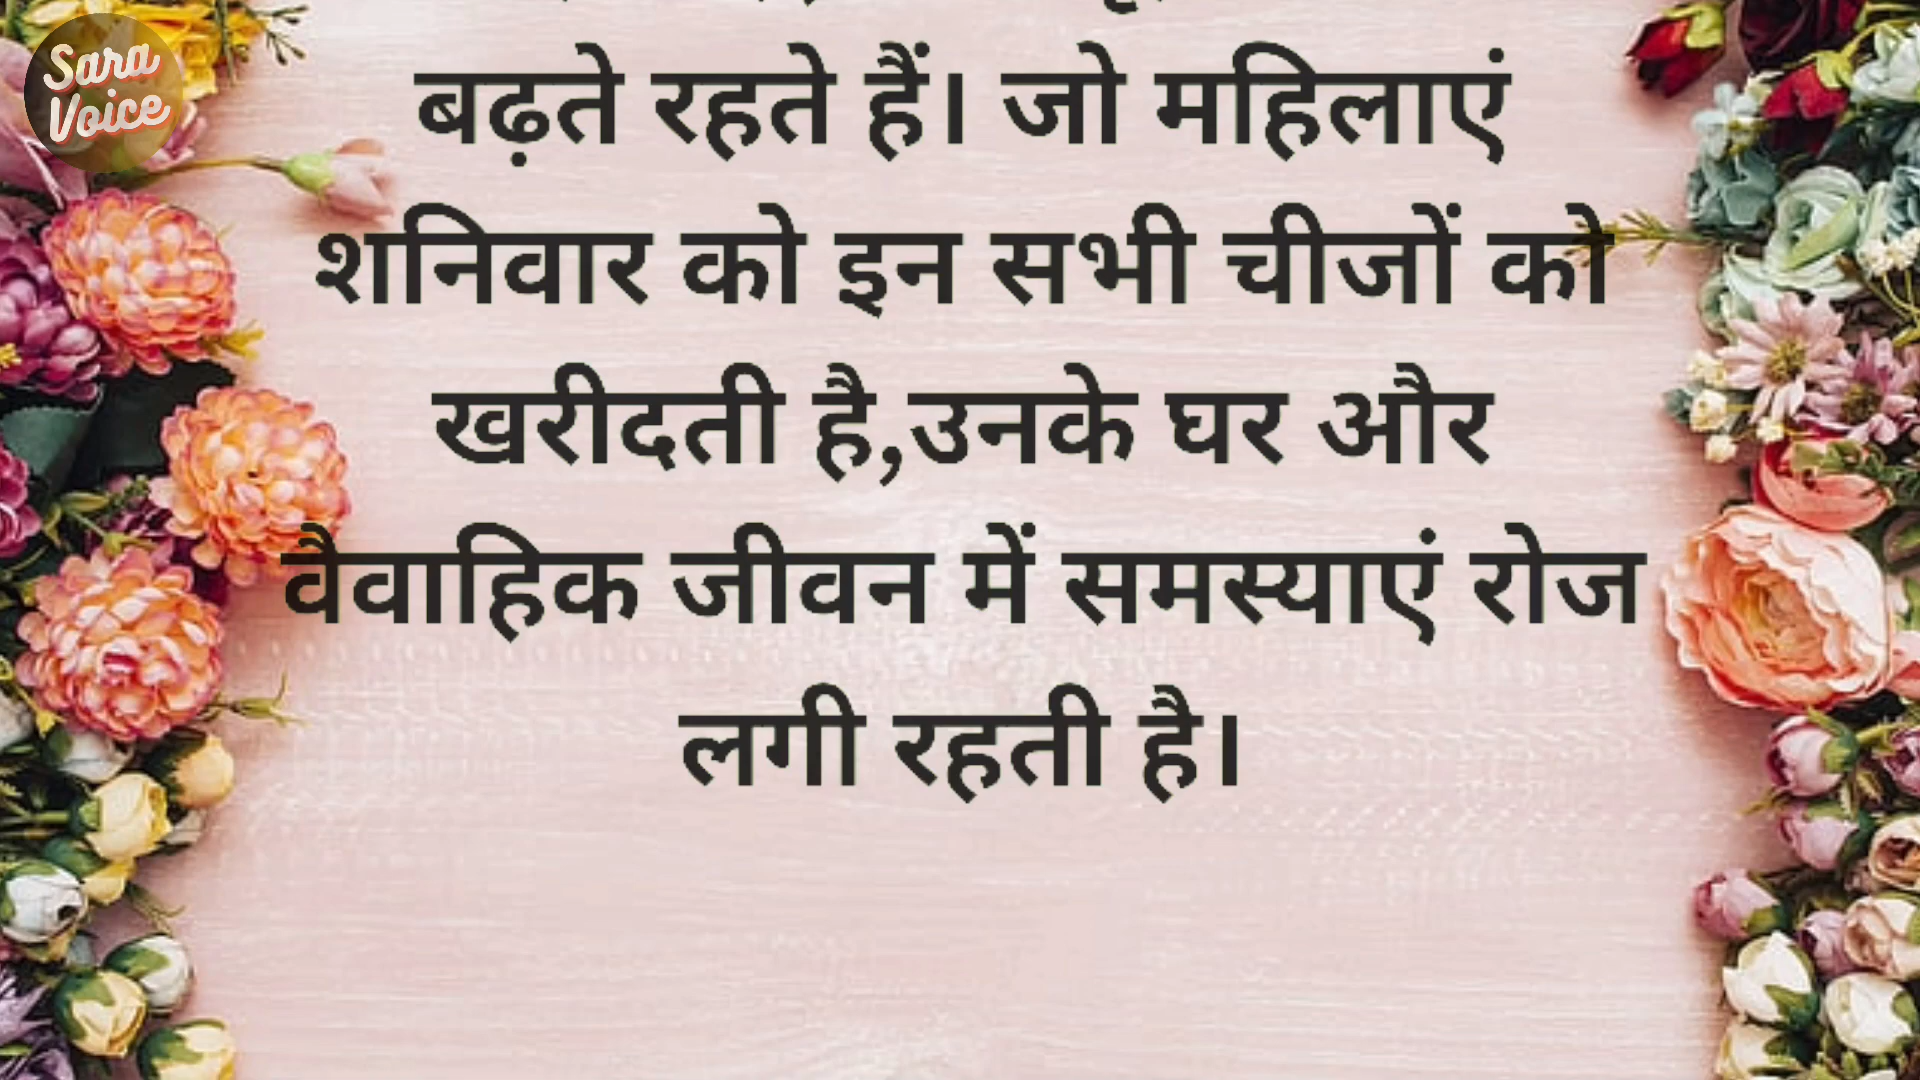 Sara
Voice
बढ़ते रहते हैं। जो महिलाएं
शनिवार को इन सभी चीजों को
खरीदती है,उनके घर और
वैवाहिक जीवन में समस्याएं रोज
लगी रहती है।